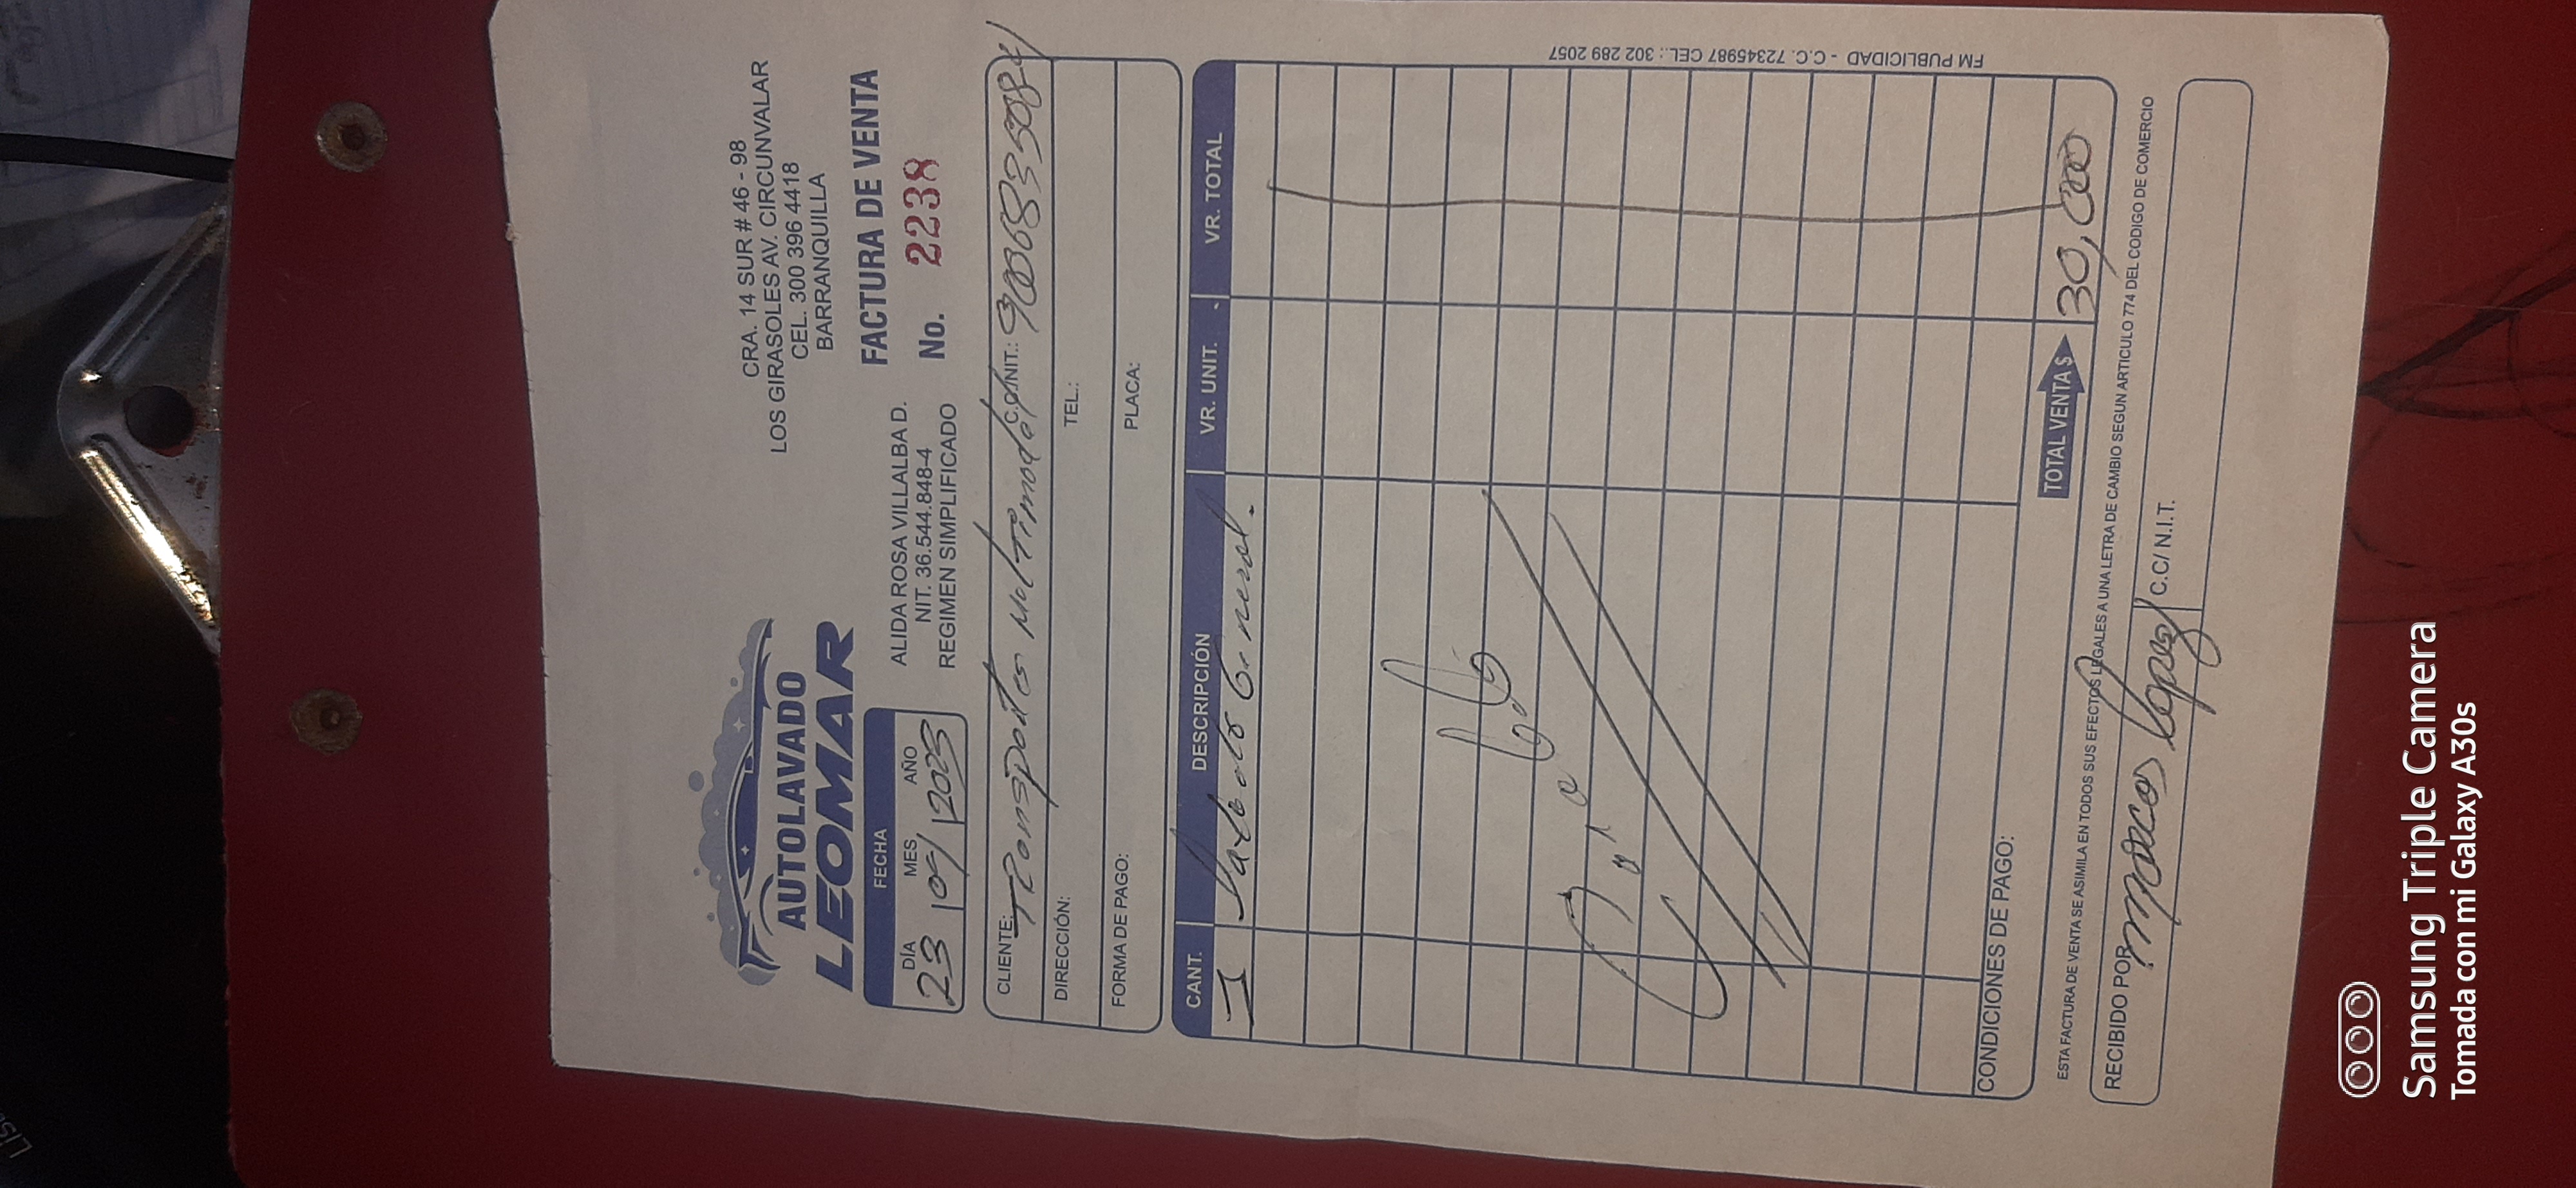 CRA. 14 SUR # 46 - 98
LOS GIRASOLES AV. CIRCUNVALAR
CEL. 300 396 4418
BARRANQUILLA
AUTOLAVADO
LEOMAR
ALIDA ROSA VILLALBA D.
NIT. 36.544.848-4
REGIMEN SIMPLIFICADO
FACTURA DE VENTA
No. 2238
FECHA
DÍA MES AÑO
23 09 2023
CLIENTE: Transportes Multimodal C.C./NIT.: 900683508
DIRECCIÓN: TEL.:
FORMA DE PAGO: PLACA:
CANT. DESCRIPCIÓN VR. UNIT. VR. TOTAL
1 General.
CONDICIONES DE PAGO:
TOTAL VENTA $ 30,000
ESTA FACTURA DE VENTA SE ASIMILA EN TODOS SUS EFECTOS LEGALES A UNA LETRA DE CAMBIO SEGUN ARTICULO 774 DEL CODIGO DE COMERCIO
RECIBIDO POR marcos lopez C.C/ N.I.T.
FM PUBLICIDAD - C.C. 72345987 CEL.: 302 289 2057
Samsung Triple Camera
Tomada con mi Galaxy A30s